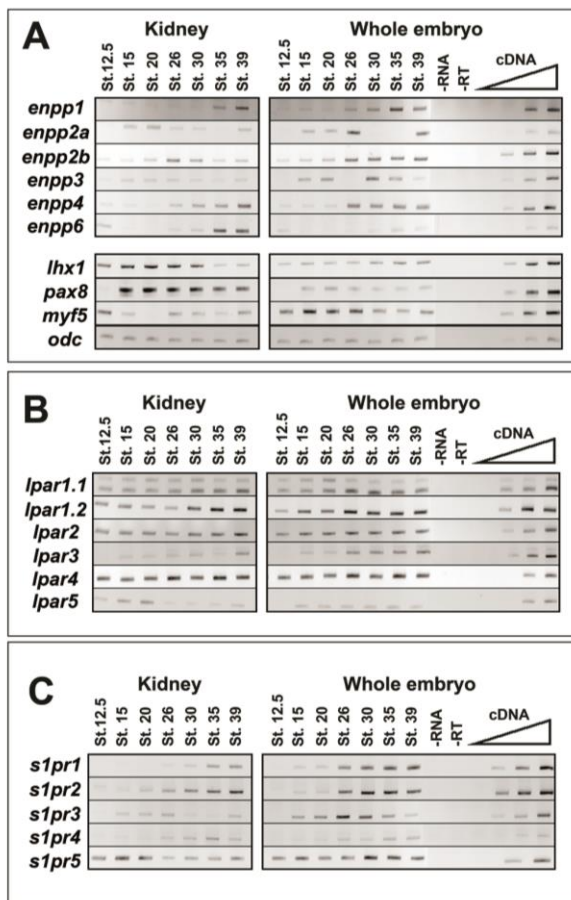 A
Kidney
Whole embryo
St. 12.5
St. 15
St. 20
St. 26
St. 30
St. 35
St. 39
St. 12.5
St. 15
St. 20
St. 26
St. 30
St. 35
St. 39
-RNA
-RT
cDNA
enpp1
enpp2a
enpp2b
enpp3
enpp4
enpp6
lhx1
pax8
myf5
odc
B
Kidney
Whole embryo
St.12.5
St. 15
St. 20
St. 26
St. 30
St. 35
St. 39
St. 12.5
St. 15
St. 20
St. 26
St. 30
St. 35
St. 39
-RNA
-RT
cDNA
lpar1.1
lpar1.2
lpar2
lpar3
lpar4
lpar5
C
Kidney
Whole embryo
St.12.5
St. 15
St. 20
St. 26
St. 30
St. 35
St. 39
St. 12.5
St. 15
St. 20
St. 26
St. 30
St. 35
St. 39
-RNA
-RT
cDNA
s1pr1
s1pr2
s1pr3
s1pr4
s1pr5